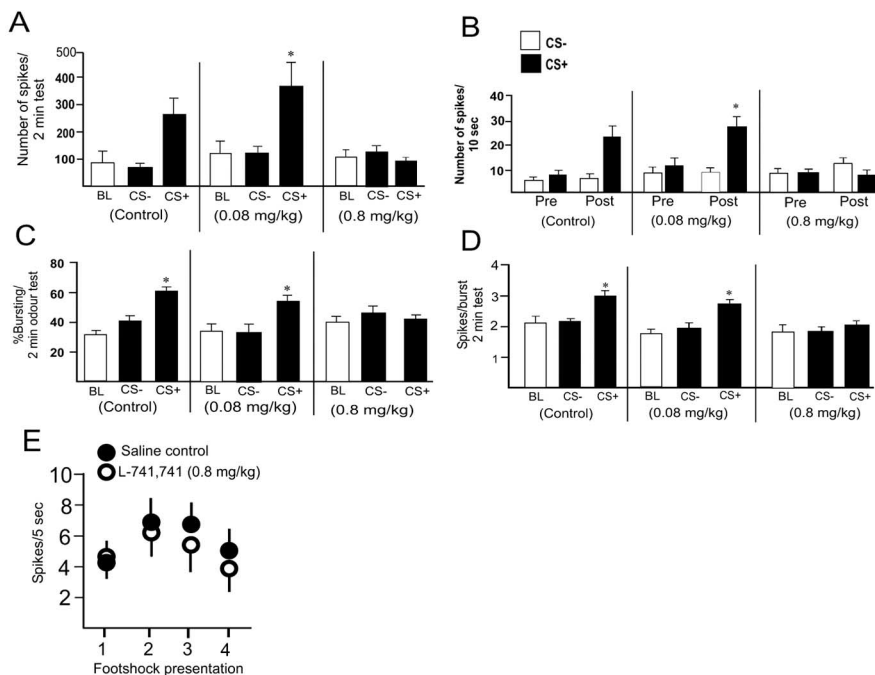 A
Number of spikes/
2 min test
500
400
300
200
100
*
BL CS- CS+ BL CS- CS+ BL CS- CS+
(Control) (0.08 mg/kg) (0.8 mg/kg)
B
CS-
CS+
Number of spikes/
10 sec
40
30
20
10
*
Pre Post Pre Post Pre Post
(Control) (0.08 mg/kg) (0.8 mg/kg)
C
%Bursting/
2 min odour test
80
60
40
20
* *
BL CS- CS+ BL CS- CS+ BL CS- CS+
(Control) (0.08 mg/kg) (0.8 mg/kg)
D
Spikes/burst
2 min test
4
3
2
1
* *
BL CS- CS+ BL CS- CS+ BL CS- CS+
(Control) (0.08 mg/kg) (0.8 mg/kg)
E
Saline control
L-741,741 (0.8 mg/kg)
Spikes/5 sec
10
8
6
4
2
1 2 3 4
Footshock presentation